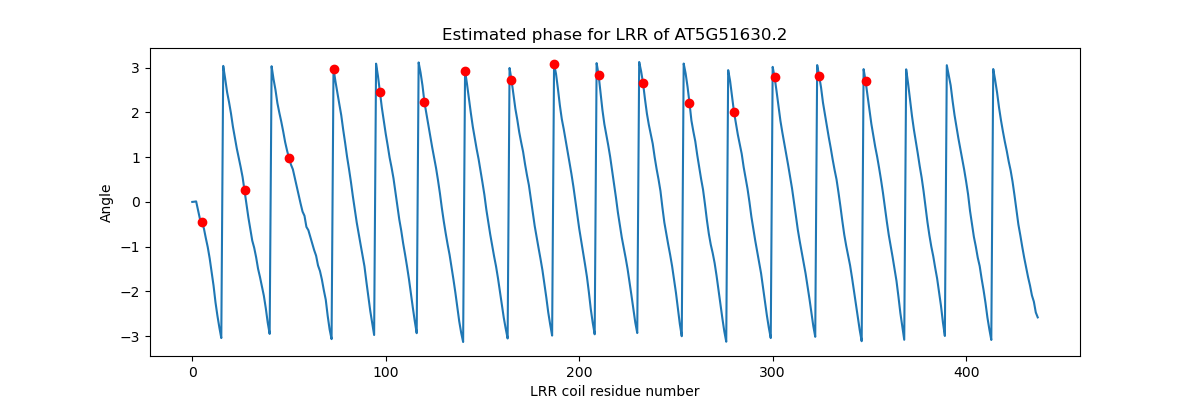 Estimated phase for LRR of AT5G51630.2
3
2
1
0
−1
−2
−3
Angle
0 100 200 300 400
LRR coil residue number